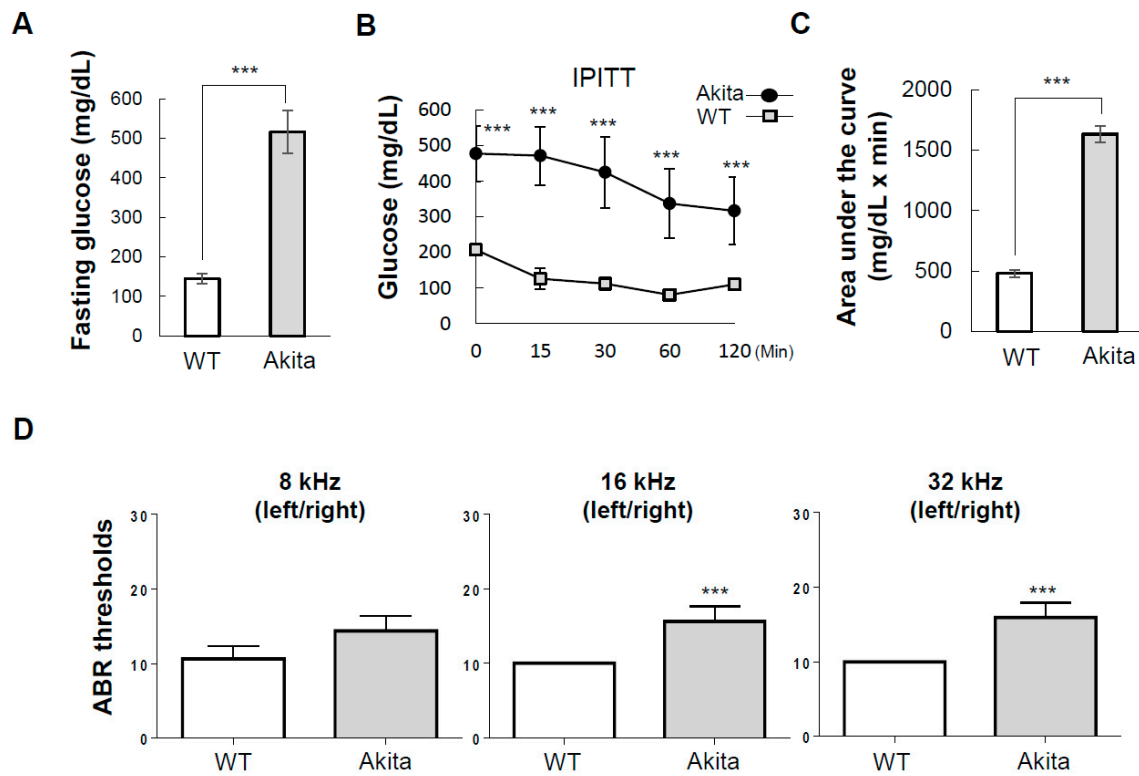 A
Fasting glucose (mg/dL)
***
600
500
400
300
200
100
0
WT
Akita
B
IPITT
Akita
WT
Glucose (mg/dL)
600
500
400
300
200
100
0
***
***
***
***
***
0 15 30 60 120 (Min)
C
Area under the curve
(mg/dL x min)
***
2000
1500
1000
500
0
WT
Akita
D
ABR thresholds
8 kHz
(left/right)
30
20
10
0
WT
Akita
16 kHz
(left/right)
30
20
10
0
***
WT
Akita
32 kHz
(left/right)
30
20
10
0
***
WT
Akita